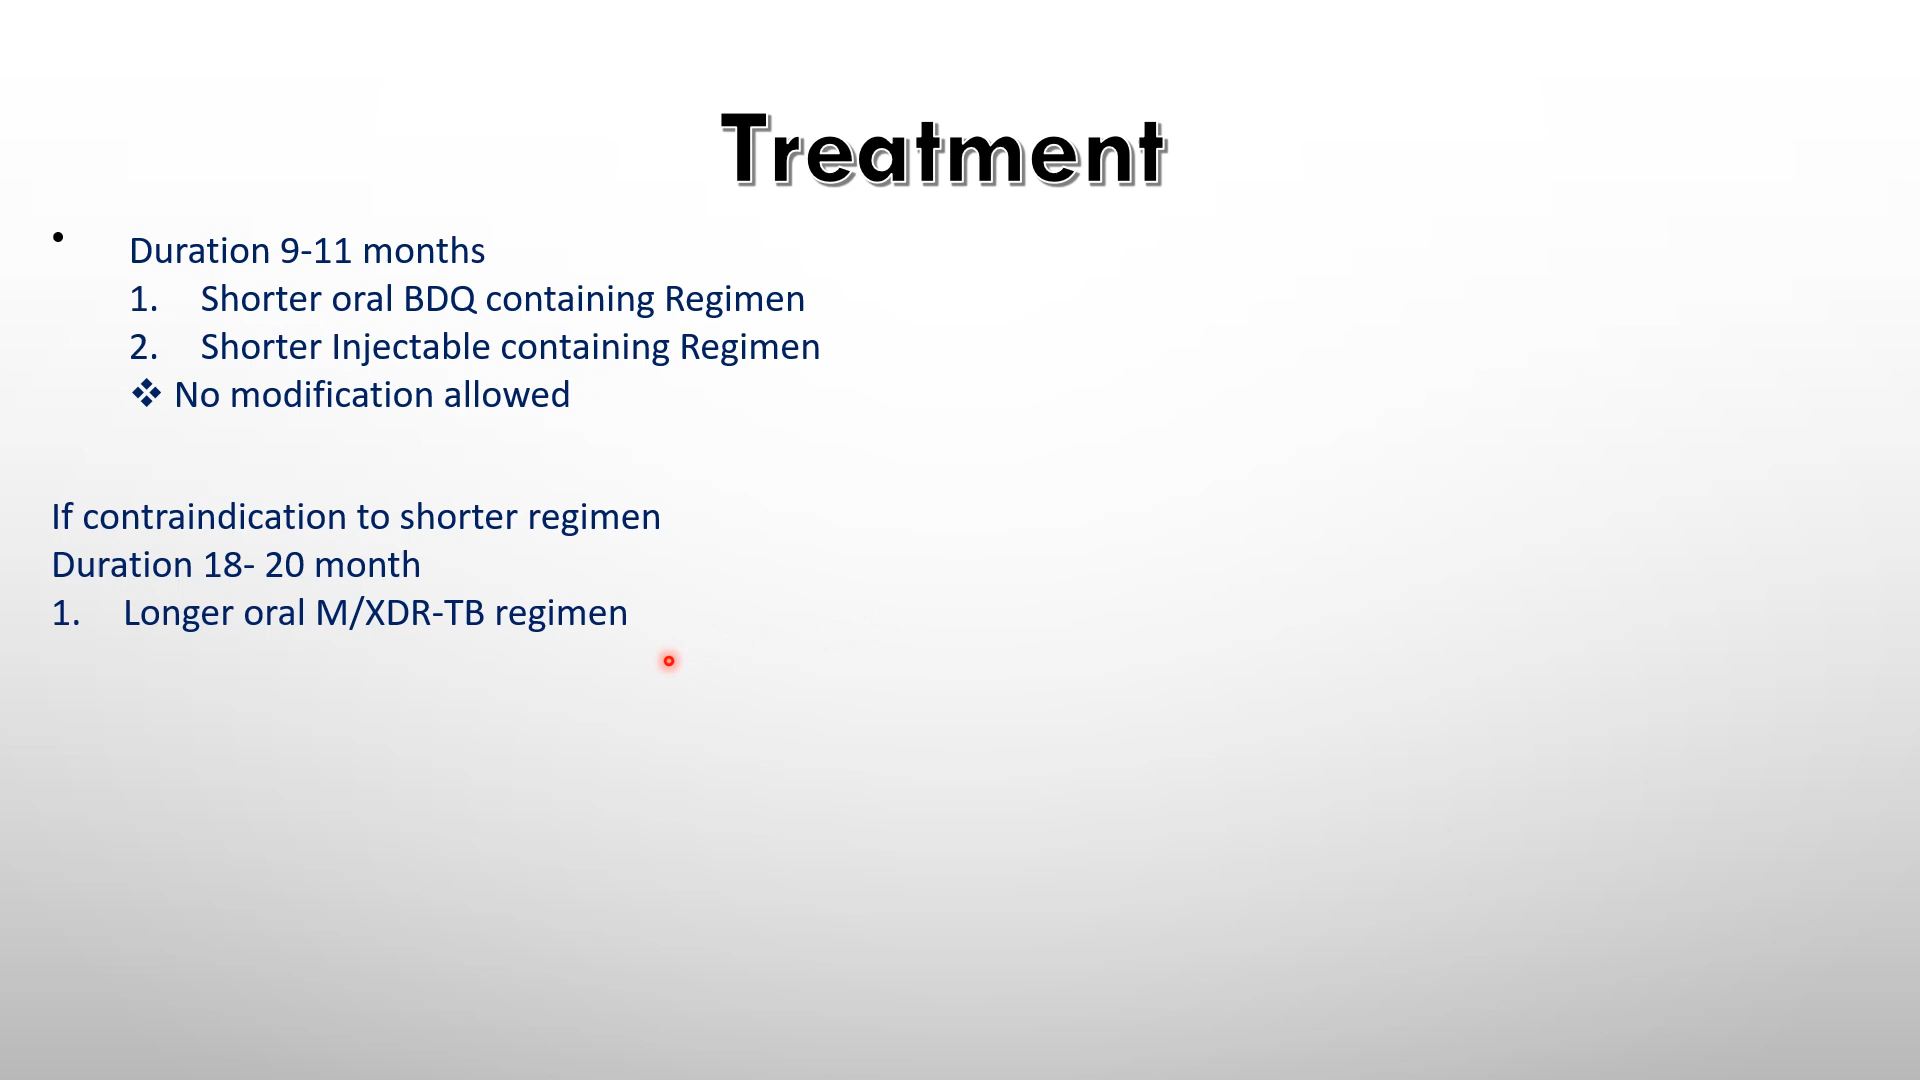 Treatment
• Duration 9-11 months
1. Shorter oral BDQ containing Regimen
2. Shorter Injectable containing Regimen
❖ No modification allowed
If contraindication to shorter regimen
Duration 18- 20 month
1. Longer oral M/XDR-TB regimen